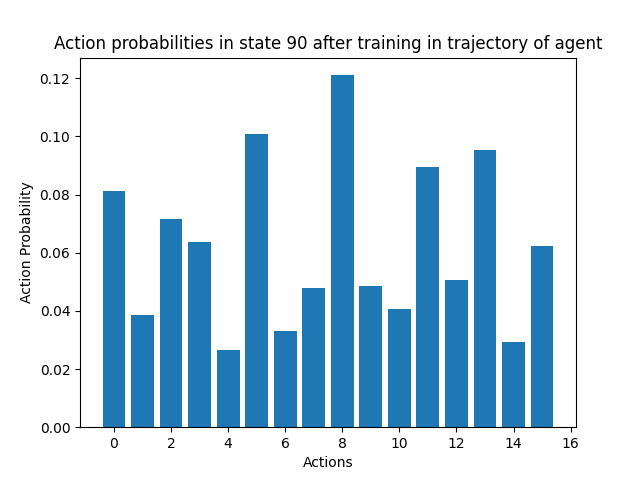 Action probabilities in state 90 after training in trajectory of agent
0.12
0.10
0.08
0.06
0.04
0.02
0.00
Action Probability
0 2 4 6 8 10 12 14 16
Actions